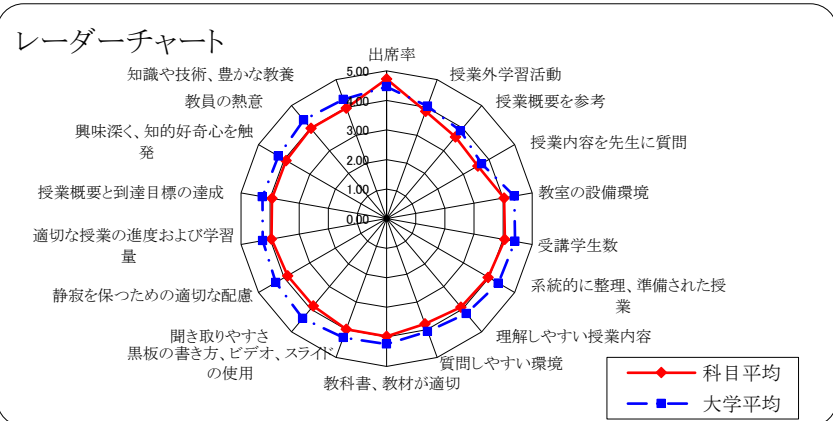 レーダーチャート
出席率
授業外学習活動
授業概要を参考
授業内容を先生に質問
教室の設備環境
受講学生数
系統的に整理、準備された授
業
理解しやすい授業内容
質問しやすい環境
教科書、教材が適切
黒板の書き方、ビデオ、スライド
の使用
聞き取りやすさ
静寂を保つための適切な配慮
適切な授業の進度および学習
量
授業概要と到達目標の達成
興味深く、知的好奇心を触
発
教員の熱意
知識や技術、豊かな教養
5.00
4.00
3.00
2.00
1.00
0.00
科目平均
大学平均